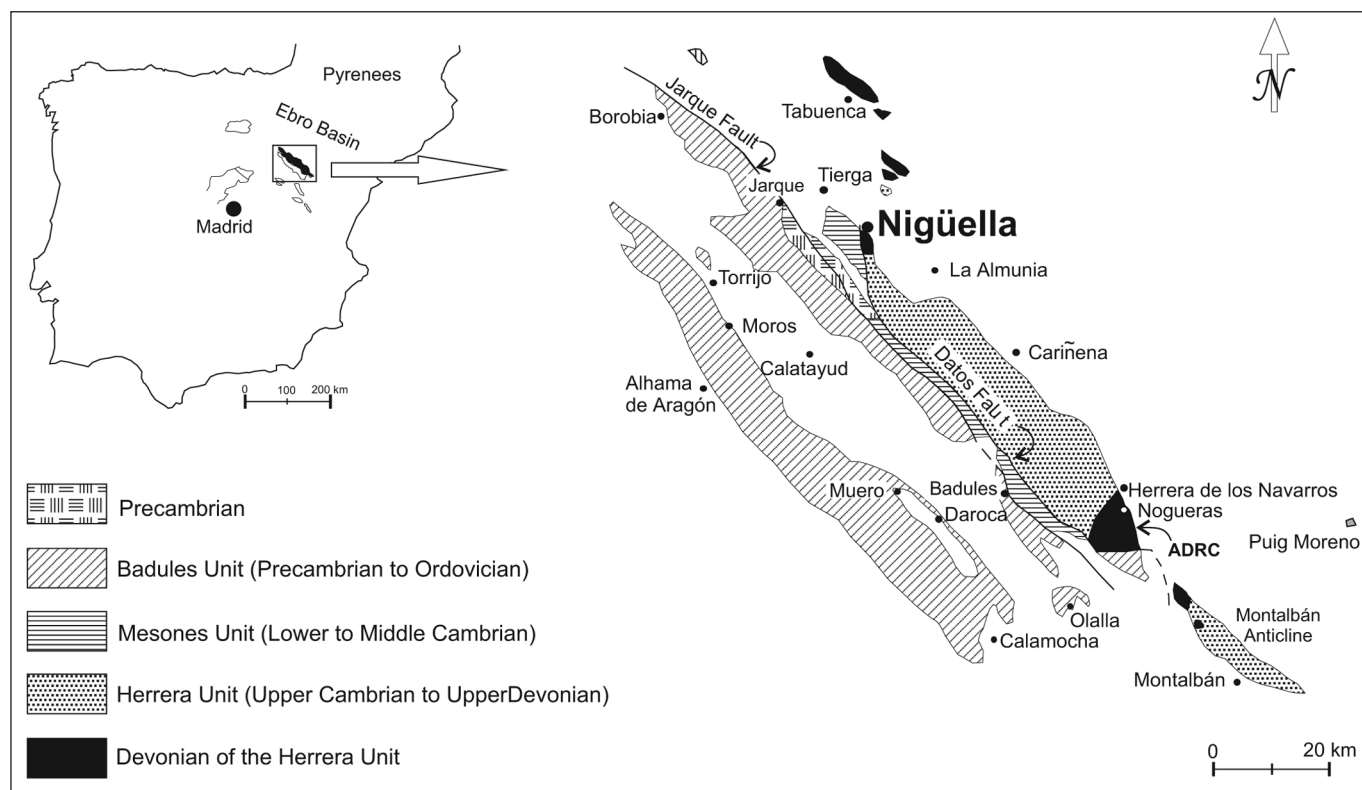 Pyrenees
Ebro Basin
Madrid
0 100 200 km
Precambrian
Badules Unit (Precambrian to Ordovician)
Mesones Unit (Lower to Middle Cambrian)
Herrera Unit (Upper Cambrian to UpperDevonian)
Devonian of the Herrera Unit
N
Jarque Fault
Borobia
Tabuenca
Tierga
Jarque
Nigüella
La Almunia
Torrijo
Moros
Calatayud
Cariñena
Datos Fau t
Alhama
de Aragón
Muero
Badules
Daroca
Herrera de los Navarros
Nogueras
ADRC
Puig Moreno
Olalla
Calamocha
Montalbán
Anticline
Montalbán
0 20 km